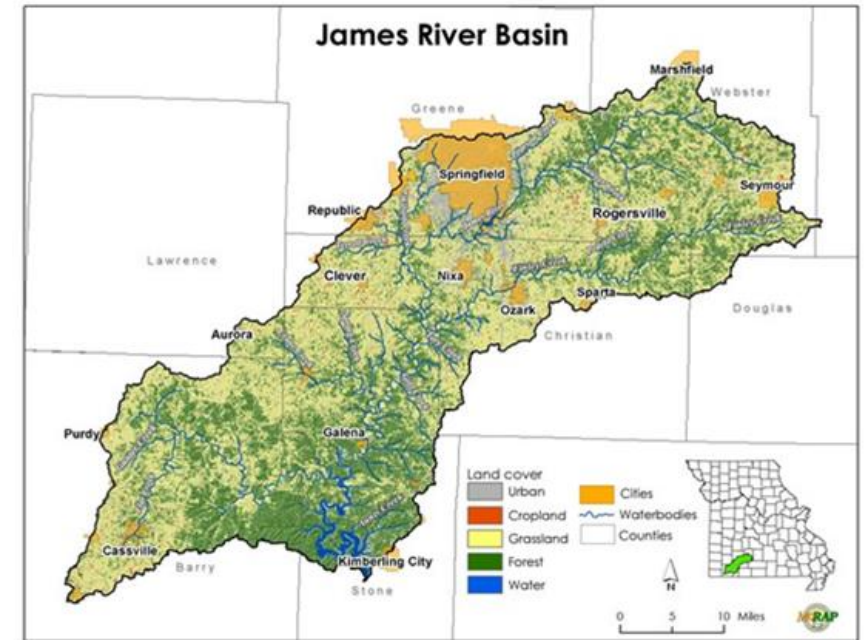 James River Basin
Marshfield
Webster
Greene
Springfield
Seymour
Republic
Rogersville
Lawrence
Clever
Nixa
Sparta
Ozark
Douglas
Christian
Aurora
Purdy
Galena
Cassville
Kimberling City
Barry
Stone
Land cover
Urban
Cropland
Grassland
Forest
Water
Cities
Waterbodies
Counties
N
0 5 10 Miles